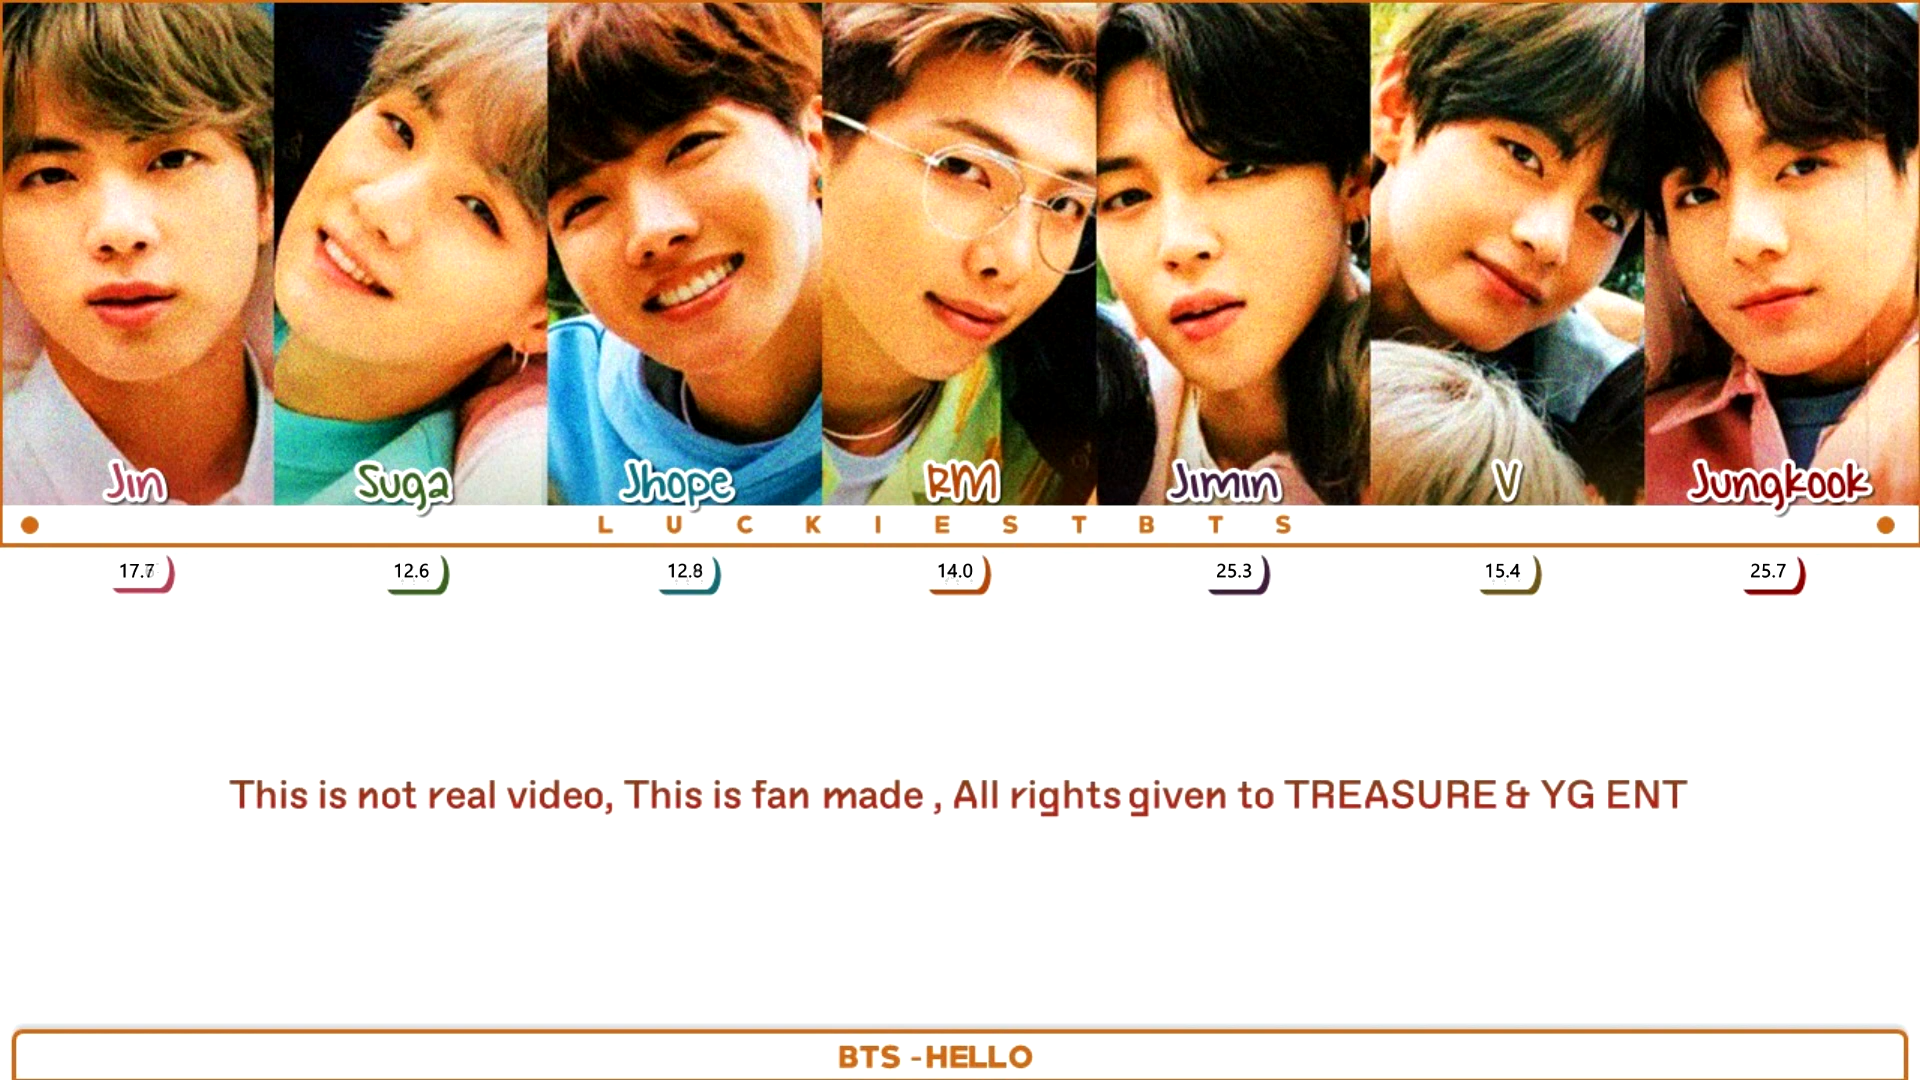 Jin Suga Jhope RM Jimin V Jungkook
LUCKIESTBTS
17.7 12.6 12.8 14.0 25.3 15.4 25.7
This is not real video, This is fan made , All rights given to TREASURE & YG ENT
BTS -HELLO